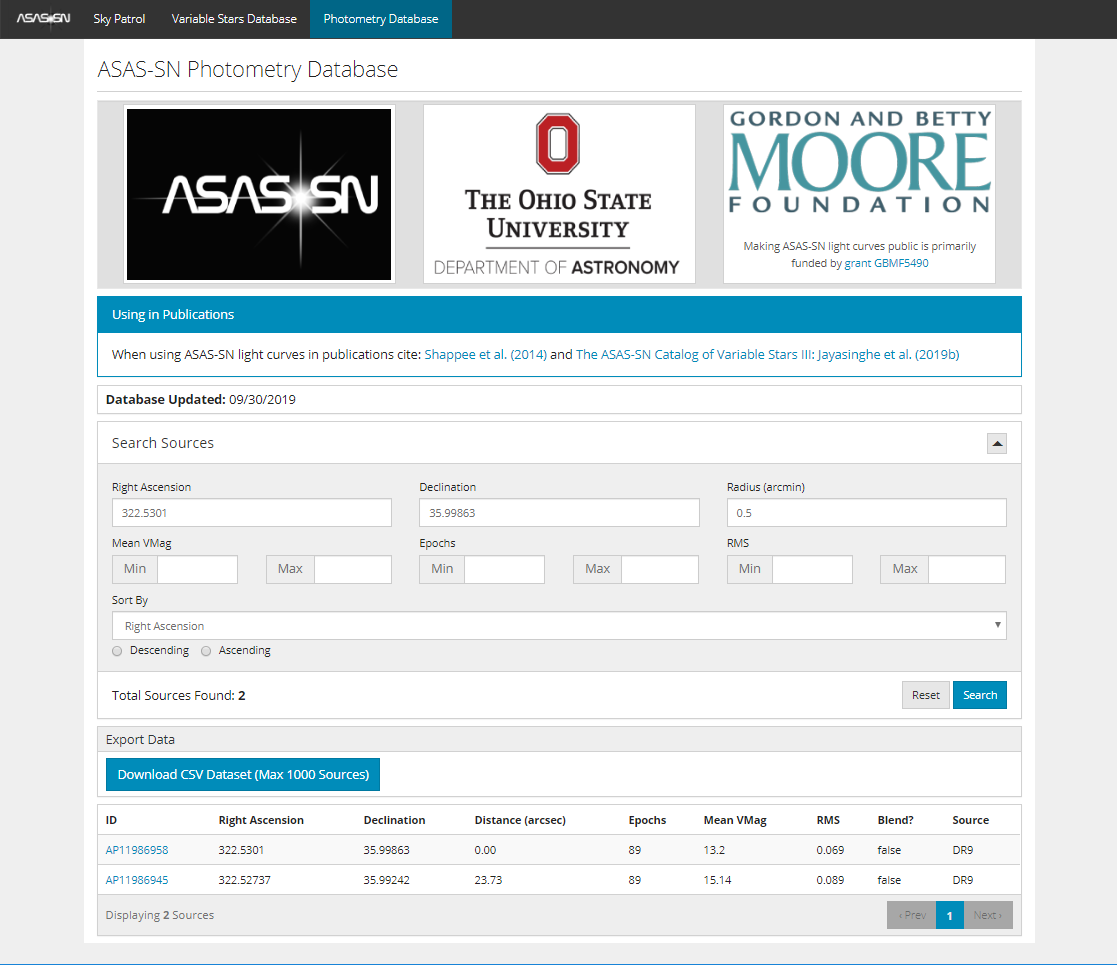 ASAS-SN Sky Patrol Variable Stars Database Photometry Database
ASAS-SN Photometry Database
ASAS-SN
THE OHIO STATE
UNIVERSITY
DEPARTMENT OF ASTRONOMY
GORDON AND BETTY
MOORE
FOUNDATION
Making ASAS-SN light curves public is primarily
funded by grant GBMF5490
Using in Publications
When using ASAS-SN light curves in publications cite: Shappee et al. (2014) and The ASAS-SN Catalog of Variable Stars III: Jayasinghe et al. (2019b)
Database Updated: 09/30/2019
Search Sources
Right Ascension Declination Radius (arcmin)
322.5301 35.99863 0.5
Mean VMag Epochs RMS
Min Max Min Max Min Max
Sort By
Right Ascension
Descending Ascending
Total Sources Found: 2 Reset Search
Export Data
Download CSV Dataset (Max 1000 Sources)
ID Right Ascension Declination Distance (arcsec) Epochs Mean VMag RMS Blend? Source
AP11986958 322.5301 35.99863 0.00 89 13.2 0.069 false DR9
AP11986945 322.52737 35.99242 23.73 89 15.14 0.089 false DR9
Displaying 2 Sources ‹ Prev 1 Next ›